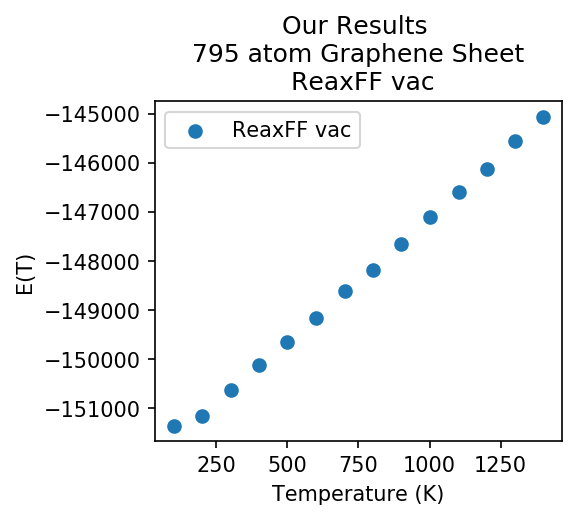 Our Results
795 atom Graphene Sheet
ReaxFF vac
ReaxFF vac
E(T)
−145000
−146000
−147000
−148000
−149000
−150000
−151000
250 500 750 1000 1250
Temperature (K)